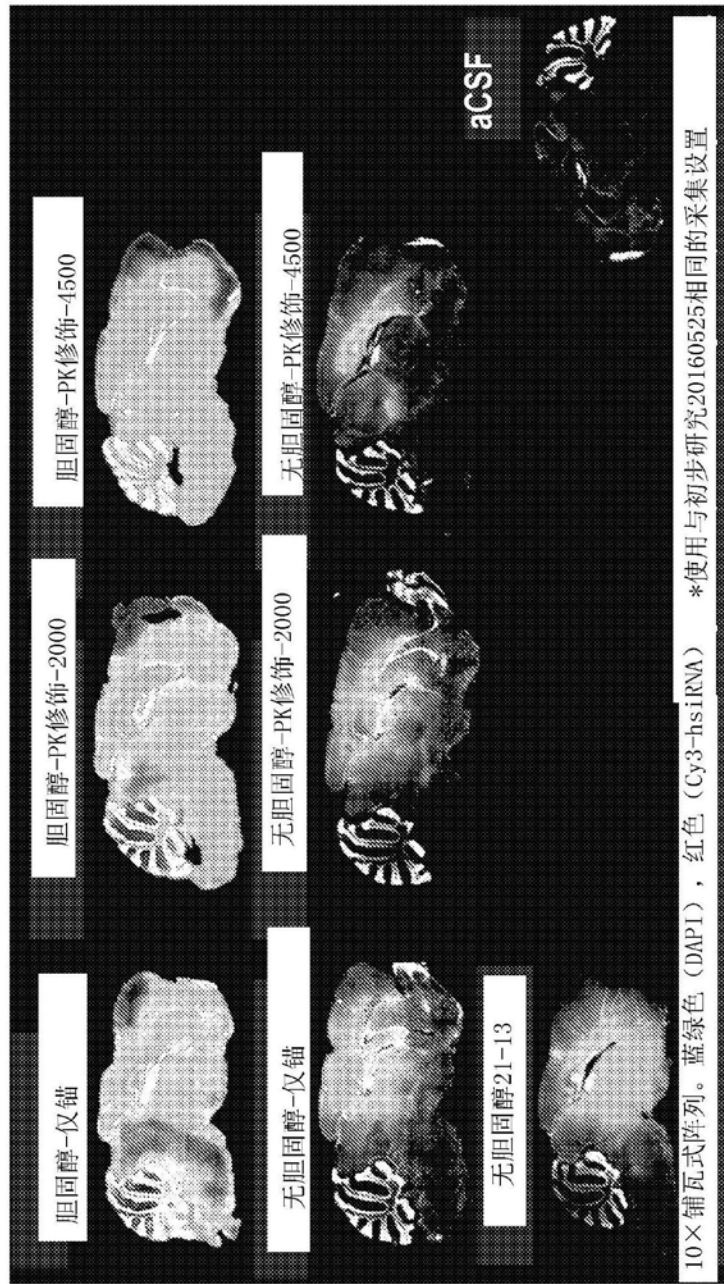 胆固醇-仅锚
胆固醇-PK修饰-2000
胆固醇-PK修饰-4500
无胆固醇-仅锚
无胆固醇-PK修饰-2000
无胆固醇-PK修饰-4500
无胆固醇21-13
aCSF
10×铺瓦式阵列。蓝绿色（DAPI），红色（Cy3-hsiRNA） *使用与初步研究20160525相同的采集设置